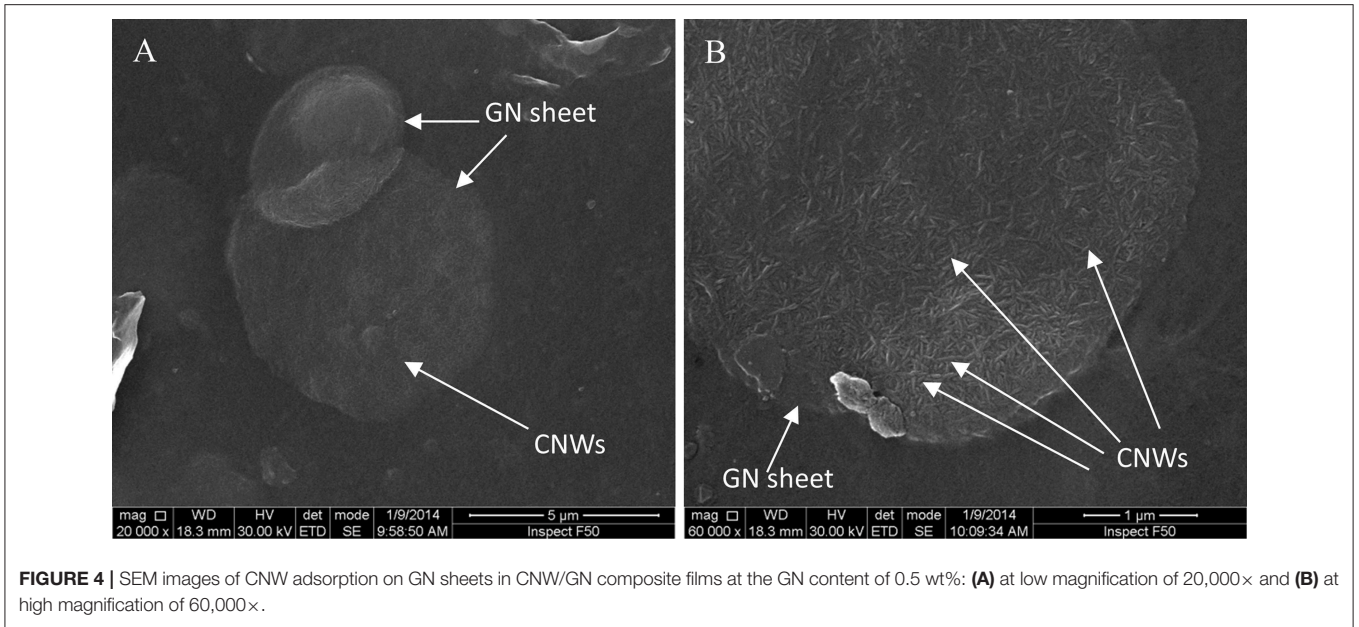 A
GN sheet
CNWs
mag □ WD HV det mode 1/9/2014 5 µm
20 000 x 18.3 mm 30.00 kV ETD SE 9:58:50 AM Inspect F50
B
GN sheet
CNWs
mag □ WD HV det mode 1/9/2014 1 µm
60 000 x 18.3 mm 30.00 kV ETD SE 10:09:34 AM Inspect F50
FIGURE 4 | SEM images of CNW adsorption on GN sheets in CNW/GN composite films at the GN content of 0.5 wt%: (A) at low magnification of 20,000× and (B) at
high magnification of 60,000×.